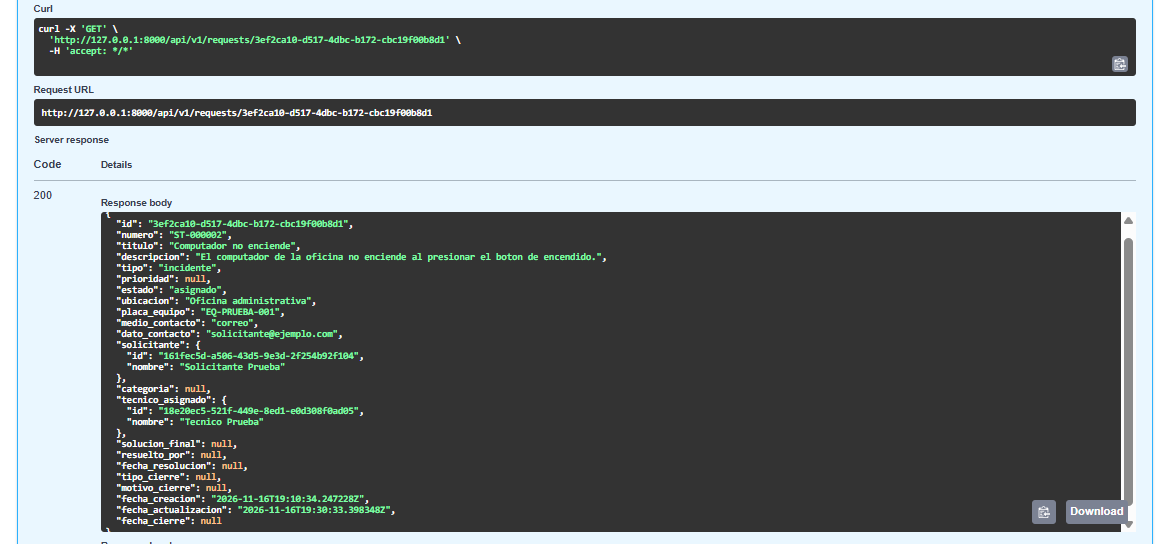 Curl
curl -X 'GET' \
  'http://127.0.0.1:8000/api/v1/requests/3ef2ca10-d517-4dbc-b172-cbc19f00b8d1' \
  -H 'accept: */*'
Request URL
http://127.0.0.1:8000/api/v1/requests/3ef2ca10-d517-4dbc-b172-cbc19f00b8d1
Server response
Code Details
200
Response body
{
  "id": "3ef2ca10-d517-4dbc-b172-cbc19f00b8d1",
  "numero": "ST-000002",
  "titulo": "Computador no enciende",
  "descripcion": "El computador de la oficina no enciende al presionar el boton de encendido.",
  "tipo": "incidente",
  "prioridad": null,
  "estado": "asignado",
  "ubicacion": "Oficina administrativa",
  "placa_equipo": "EQ-PRUEBA-001",
  "medio_contacto": "correo",
  "dato_contacto": "solicitante@ejemplo.com",
  "solicitante": {
    "id": "161fec5d-a506-43d5-9e3d-2f254b92f104",
    "nombre": "Solicitante Prueba"
  },
  "categoria": null,
  "tecnico_asignado": {
    "id": "18e20ec5-521f-449e-8ed1-e0d308f0ad05",
    "nombre": "Tecnico Prueba"
  },
  "solucion_final": null,
  "resuelto_por": null,
  "fecha_resolucion": null,
  "tipo_cierre": null,
  "motivo_cierre": null,
  "fecha_creacion": "2026-11-16T19:10:34.247228Z",
  "fecha_actualizacion": "2026-11-16T19:30:33.398348Z",
  "fecha_cierre": null
}
Download